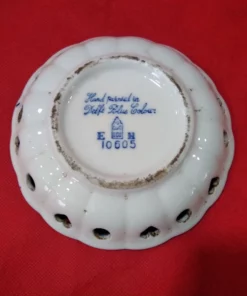 Hand painted in
Delft Blue Colour
E N
10605